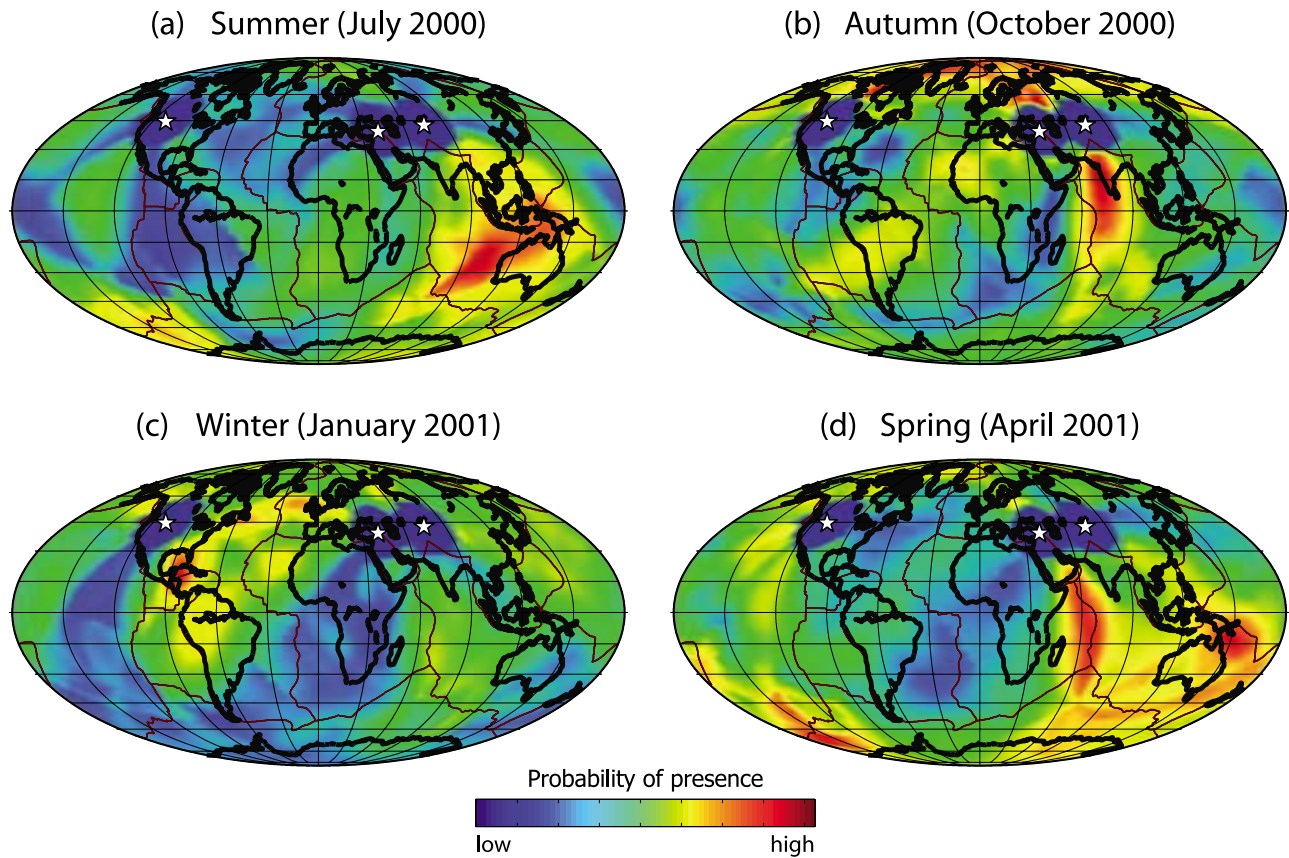 (a) Summer (July 2000)
(b) Autumn (October 2000)
(c) Winter (January 2001)
(d) Spring (April 2001)
Probability of presence
low high